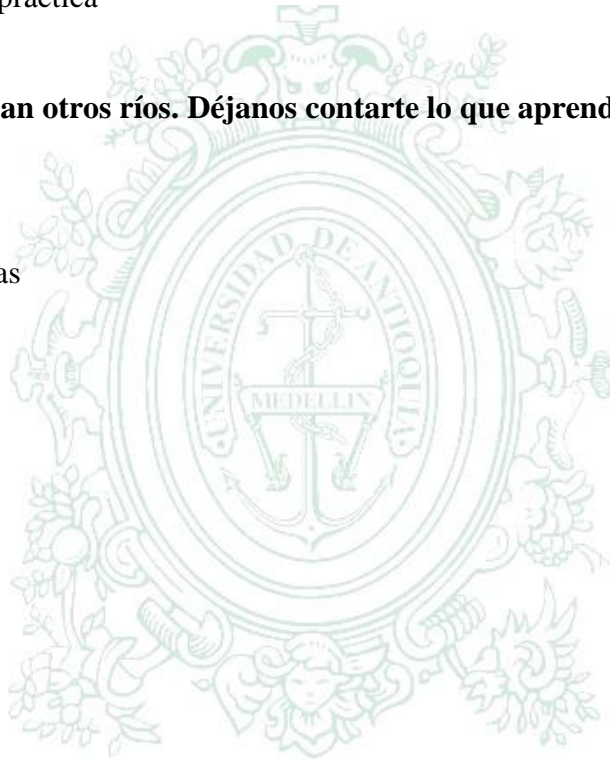 práctica
an otros ríos. Déjanos contarte lo que aprend
as
UNIVERSIDAD DE ANTIOQUIA
MEDELLIN